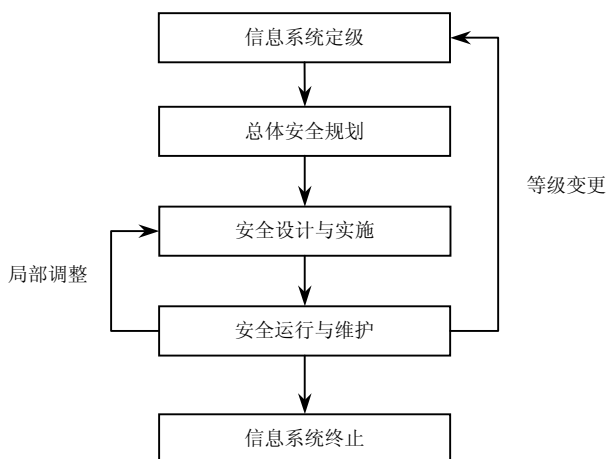 信息系统定级
总体安全规划
等级变更
安全设计与实施
局部调整
安全运行与维护
信息系统终止